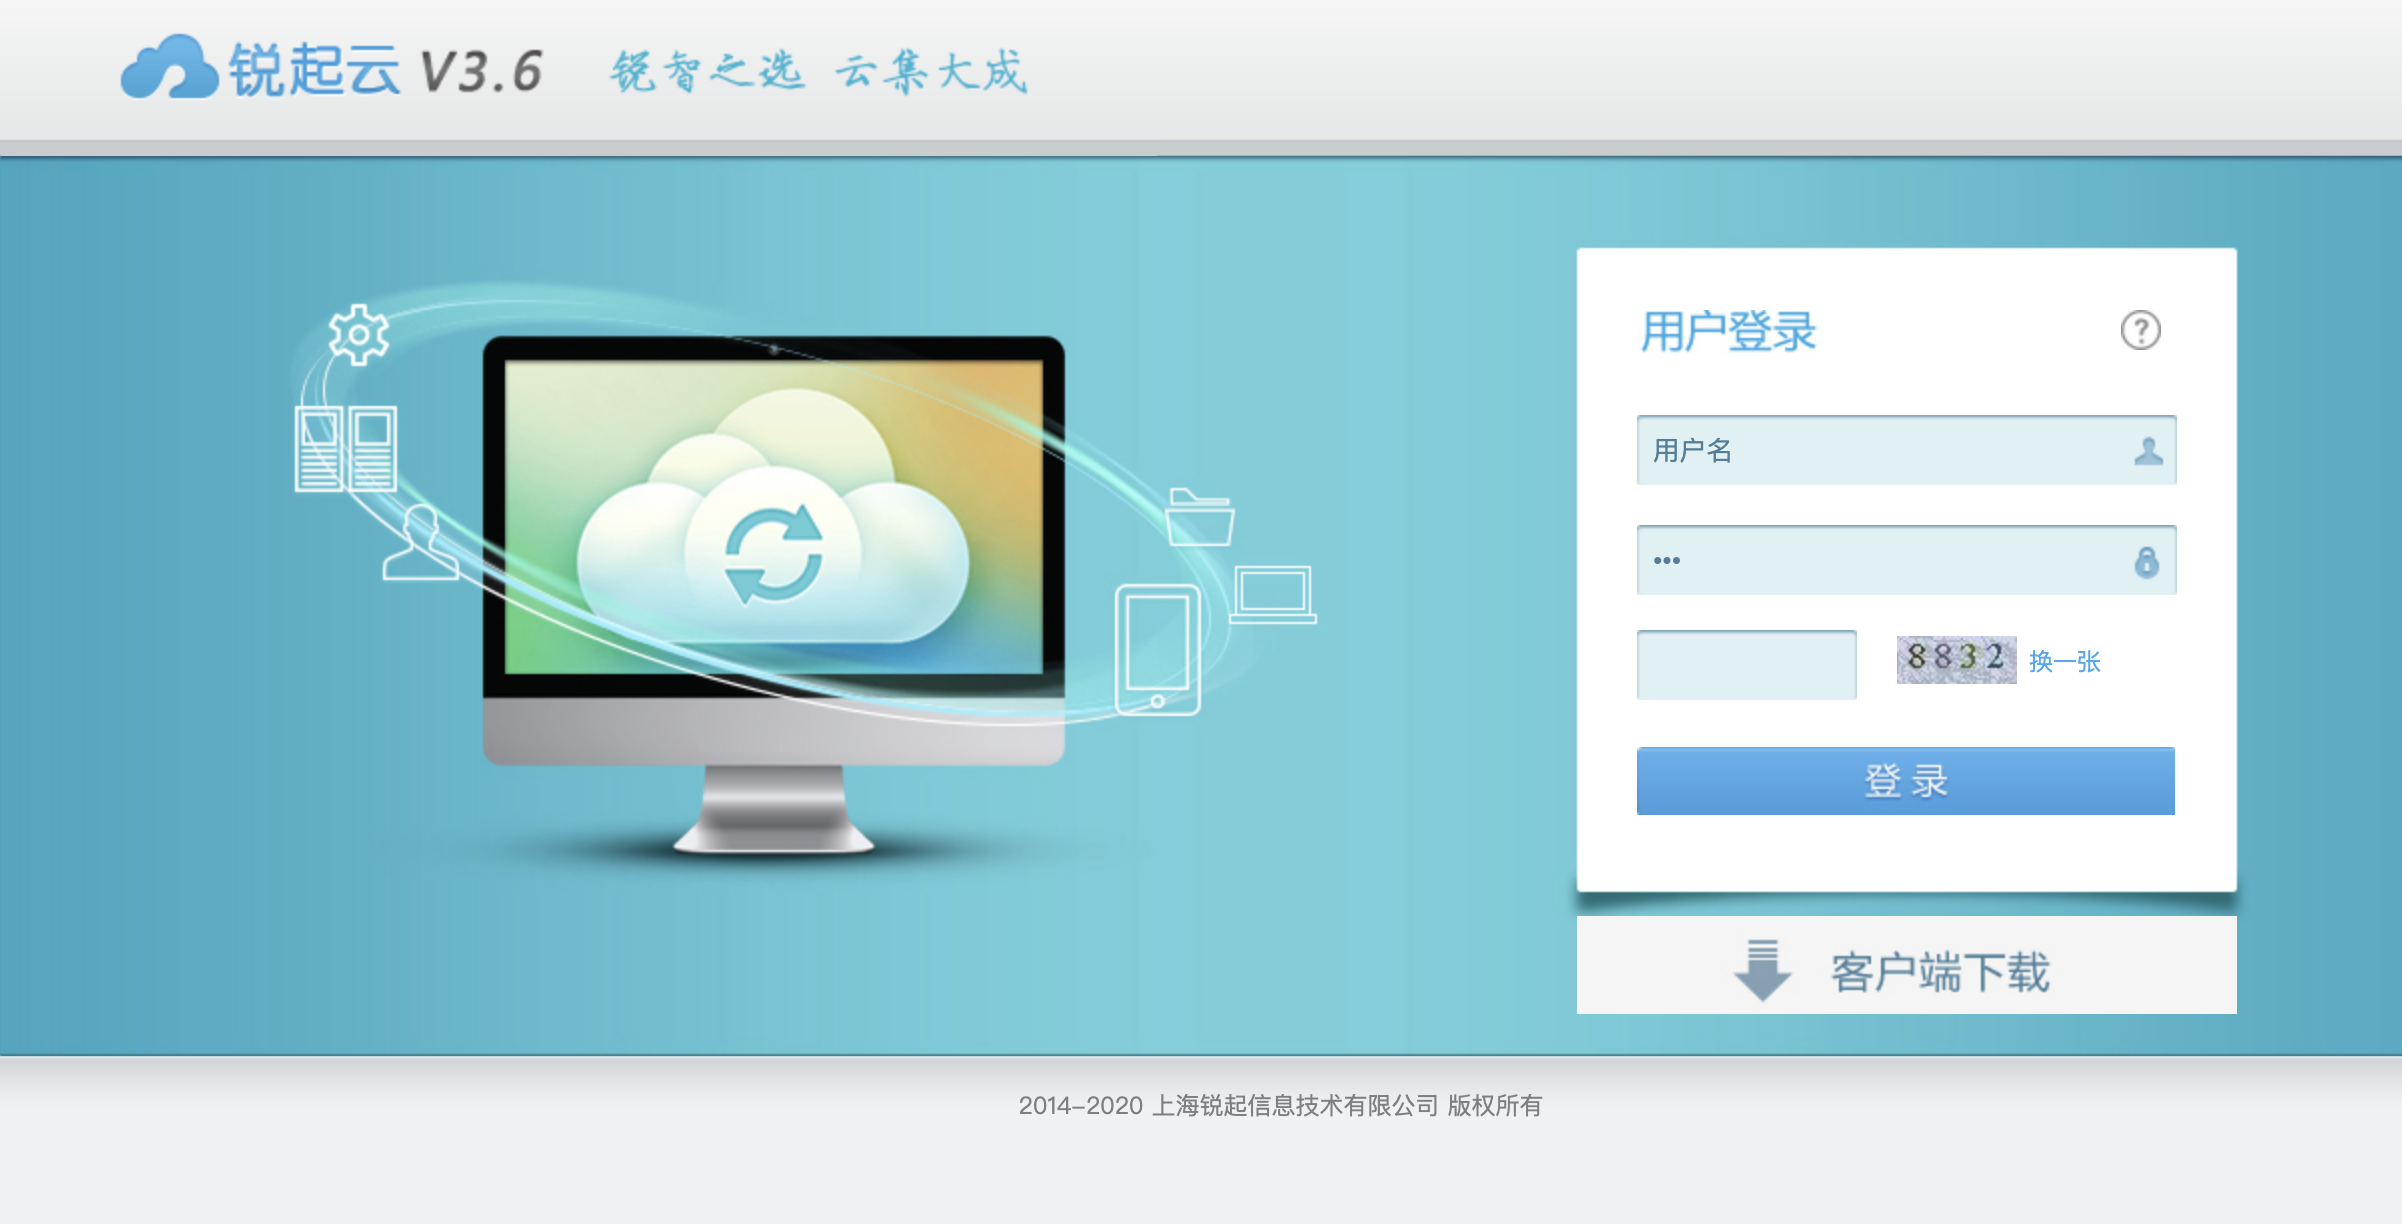 锐起云 V3.6 锐智之选 云集大成
用户登录
?
用户名
•••
8832 换一张
登录
客户端下载
2014-2020 上海锐起信息技术有限公司 版权所有